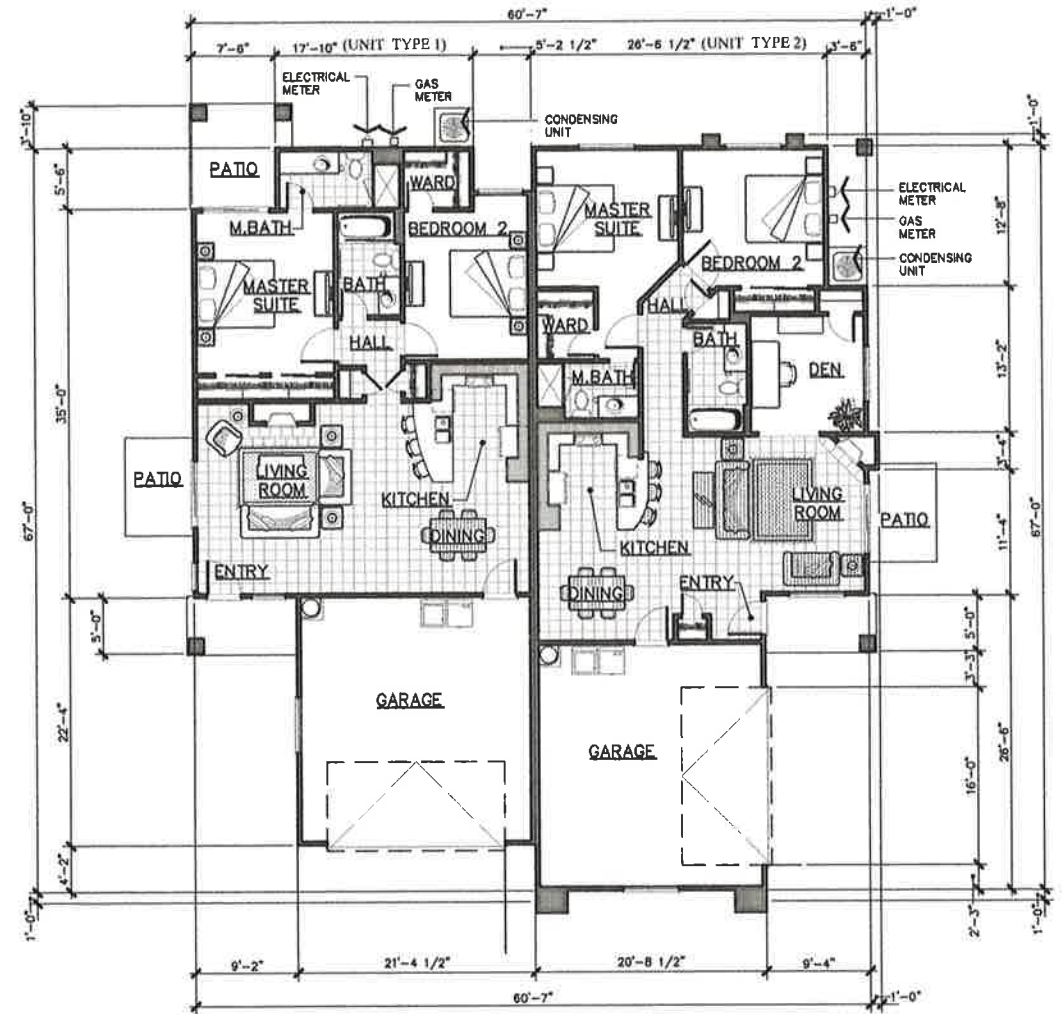 60'-7"
1'-0"
7'-6"
17'-10" (UNIT TYPE 1)
5'-2 1/2"
26'-6 1/2" (UNIT TYPE 2)
3'-6"
ELECTRICAL
METER
GAS
METER
CONDENSING
UNIT
3'-10"
1'-0"
PATIO
WARD
5'-6"
M.BATH
BEDROOM 2
MASTER
SUITE
ELECTRICAL
METER
GAS
METER
12'-8"
BEDROOM 2
CONDENSING
UNIT
MASTER
SUITE
BATH
HALL
HALL
WARD
BATH
M.BATH
DEN
13'-2"
35'-0"
3'-4"
PATIO
LIVING
ROOM
KITCHEN
DINING
LIVING
ROOM
PATIO
11'-4"
67'-0"
67'-0"
KITCHEN
ENTRY
ENTRY
DINING
5'-0"
5'-0"
3'-3"
GARAGE
GARAGE
22'-4"
16'-0"
26'-6"
4'-2"
1'-0"
2'-3"
1'-0"
9'-2"
21'-4 1/2"
20'-8 1/2"
9'-4"
60'-7"
1'-0"